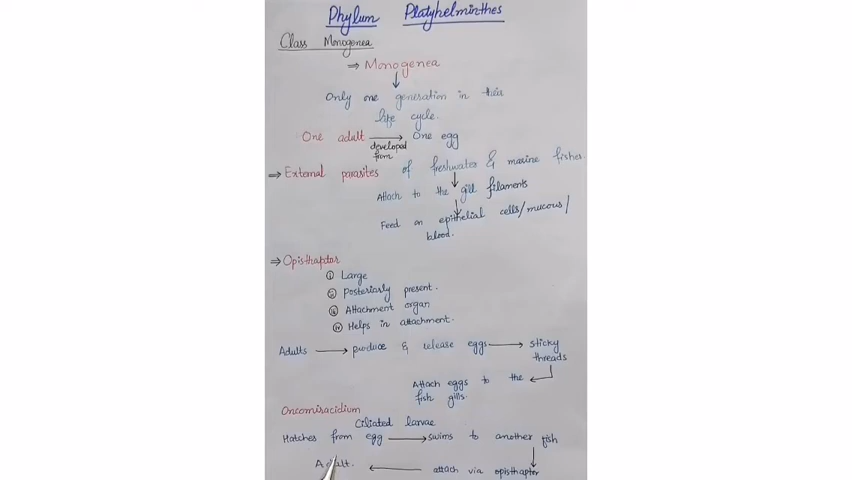 Phylum Platyhelminthes
Class Monogenea
⇒ Monogenea
↓
Only one generation in their
life cycle.
One adult → One egg
developed
from
⇒ External parasites of freshwater & marine fishes
↓
Attach to the gill filaments
↓
Feed on epithelial cells/mucous/
blood.
⇒ Opisthaptor
① Large
② Posteriorly present.
③ Attachment organ
④ Helps in attachment.
Adults → produce & release eggs → sticky
threads
Attach eggs to the ←
fish gills.
Oncomiracidium
Ciliated larvae
Hatches from egg → swims to another fish
↓
Adult. ← attach via opisthaptor